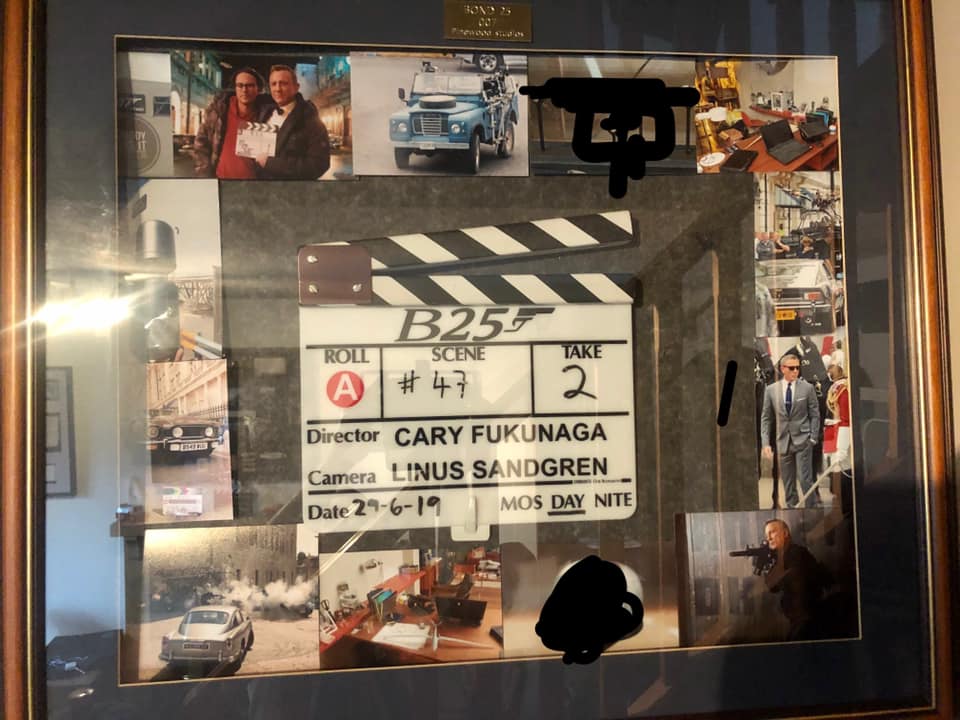 BOND 25
007
Pinewood studios
B25
ROLL SCENE TAKE
A # 47 2
Director CARY FUKUNAGA
Camera LINUS SANDGREN
Date 29-6-19 MOS DAY NITE